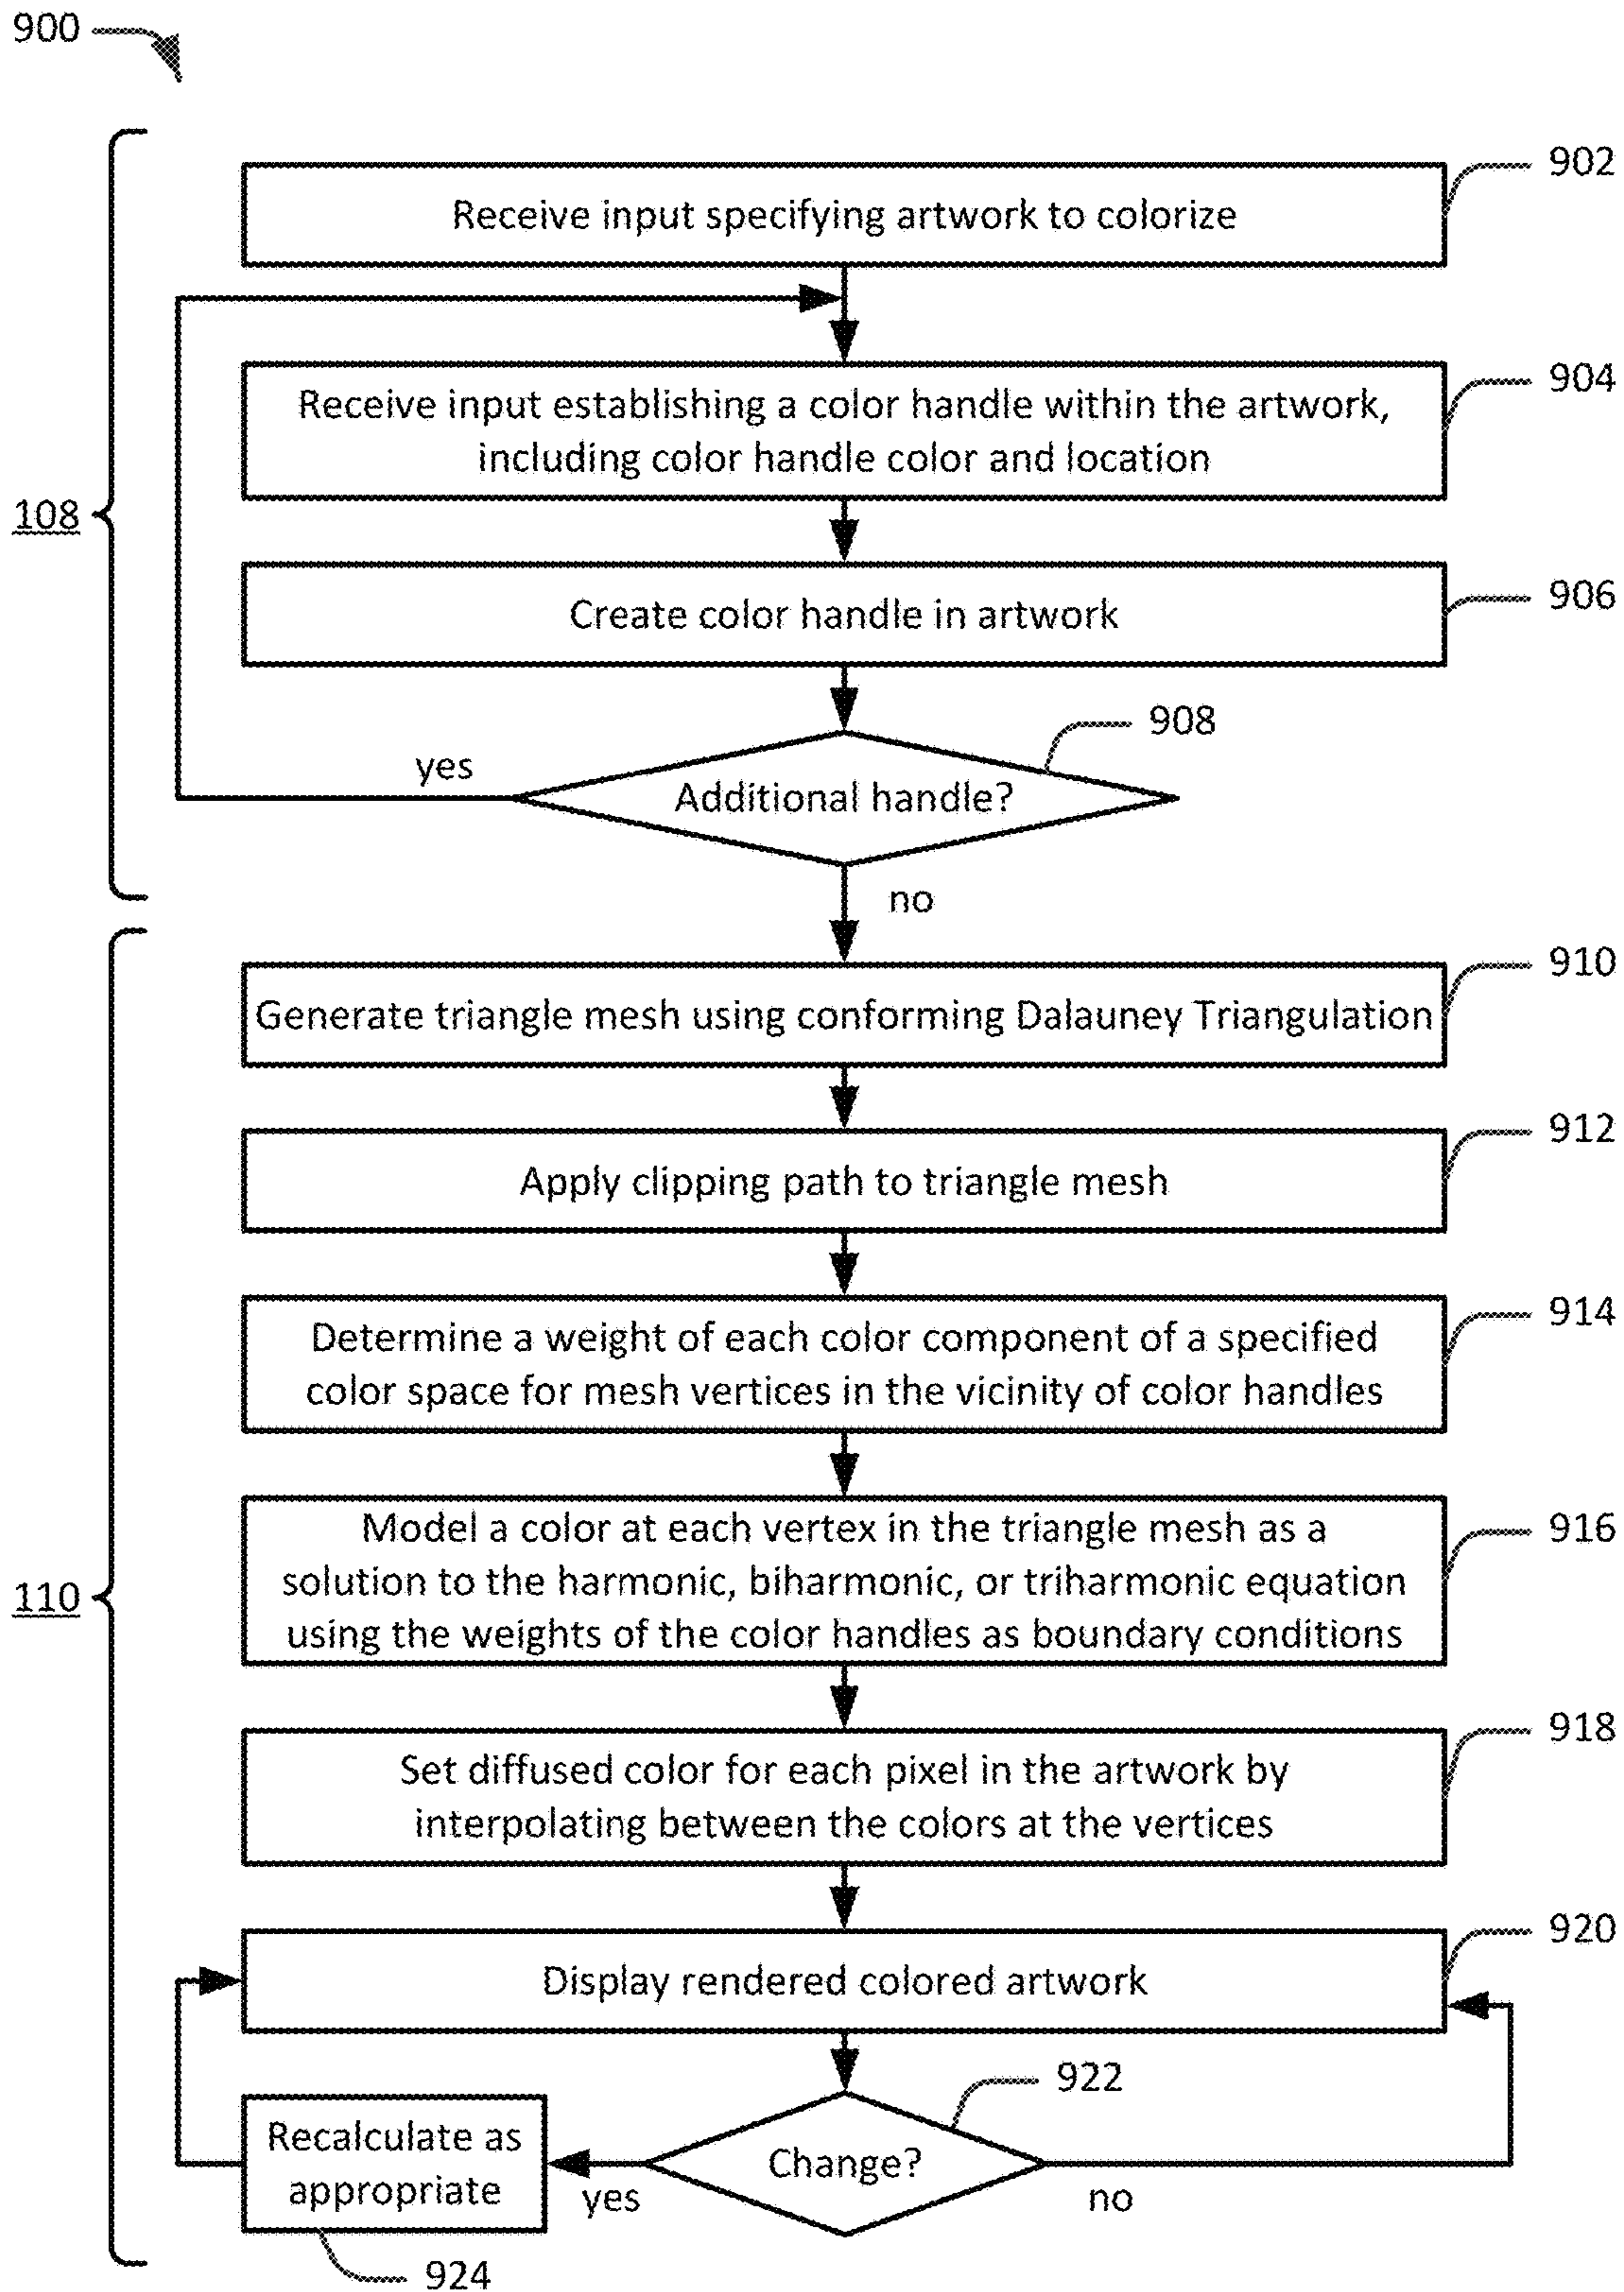 900
902
Receive input specifying artwork to colorize
904
Receive input establishing a color handle within the artwork,
including color handle color and location
108
906
Create color handle in artwork
908
yes
Additional handle?
no
910
Generate triangle mesh using conforming Dalauney Triangulation
912
Apply clipping path to triangle mesh
914
Determine a weight of each color component of a specified
color space for mesh vertices in the vicinity of color handles
916
Model a color at each vertex in the triangle mesh as a
solution to the harmonic, biharmonic, or triharmonic equation
using the weights of the color handles as boundary conditions
110
918
Set diffused color for each pixel in the artwork by
interpolating between the colors at the vertices
920
Display rendered colored artwork
922
Recalculate as
appropriate
yes
Change?
no
924